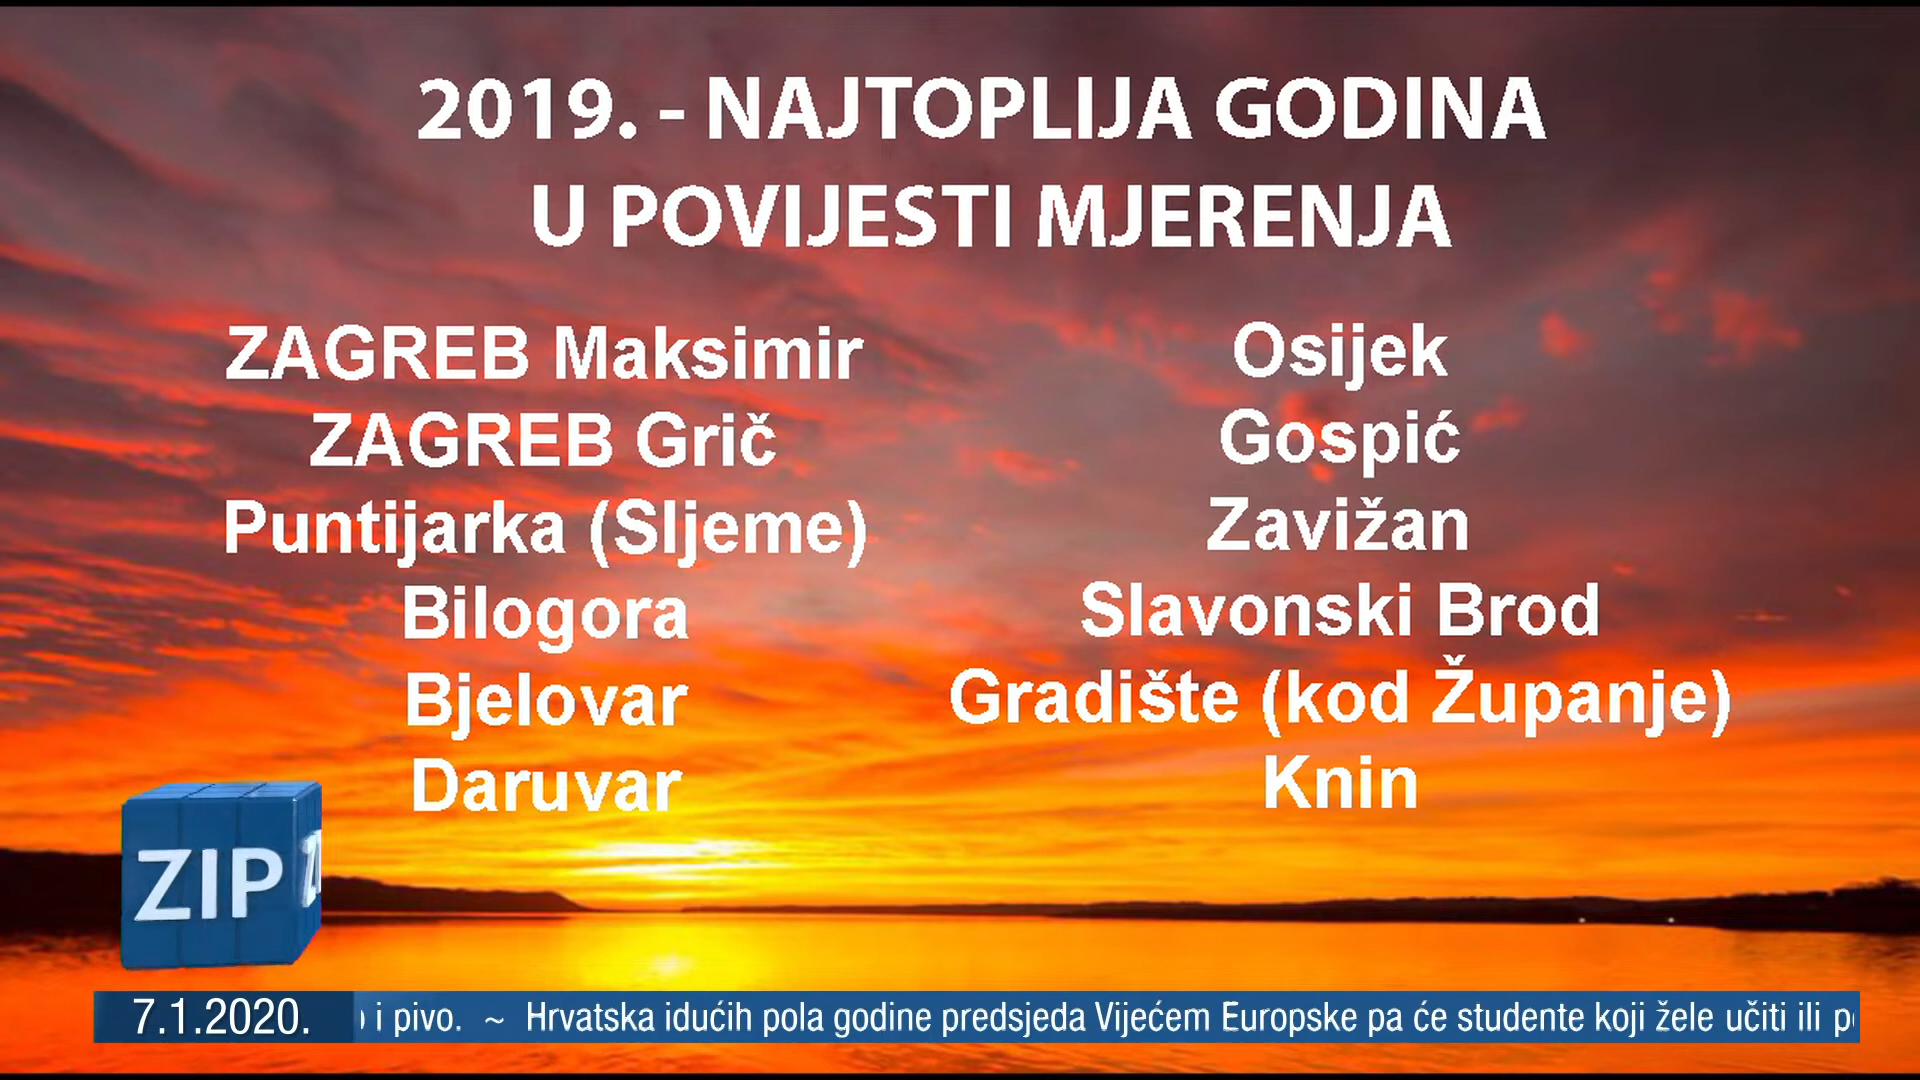 2019. - NAJTOPLIJA GODINA
U POVIJESTI MJERENJA
ZAGREB Maksimir
ZAGREB Grič
Puntijarka (Sljeme)
Bilogora
Bjelovar
Daruvar
Osijek
Gospić
Zavižan
Slavonski Brod
Gradište (kod Županje)
Knin
ZIP
7.1.2020.
i pivo. ~ Hrvatska idućih pola godine predsjeda Vijećem Europske pa će studente koji žele učiti ili